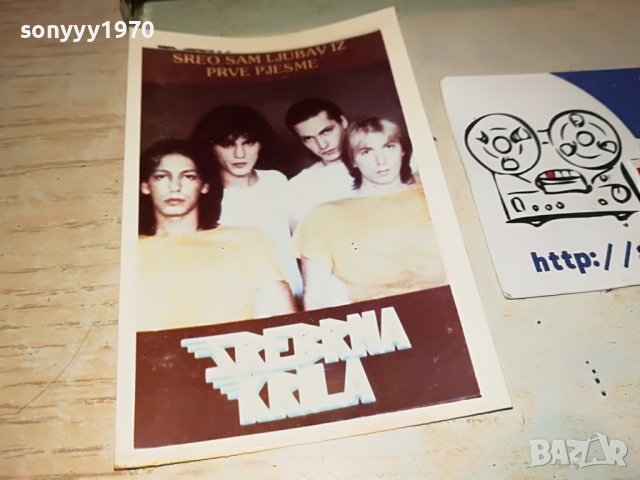 sonyyy1970
SREO SAM LJUBAV IZ
PRVE PJESME
SREBRNA
KRILA
http://
BAZAR